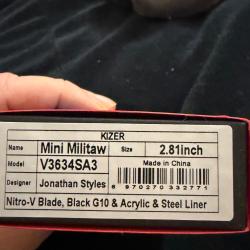 KIZER
Name Mini Militaw Size 2.81inch
Model V3634SA3 Made in China
Designer Jonathan Styles 6 970270 332771
Nitro-V Blade, Black G10 & Acrylic & Steel Liner